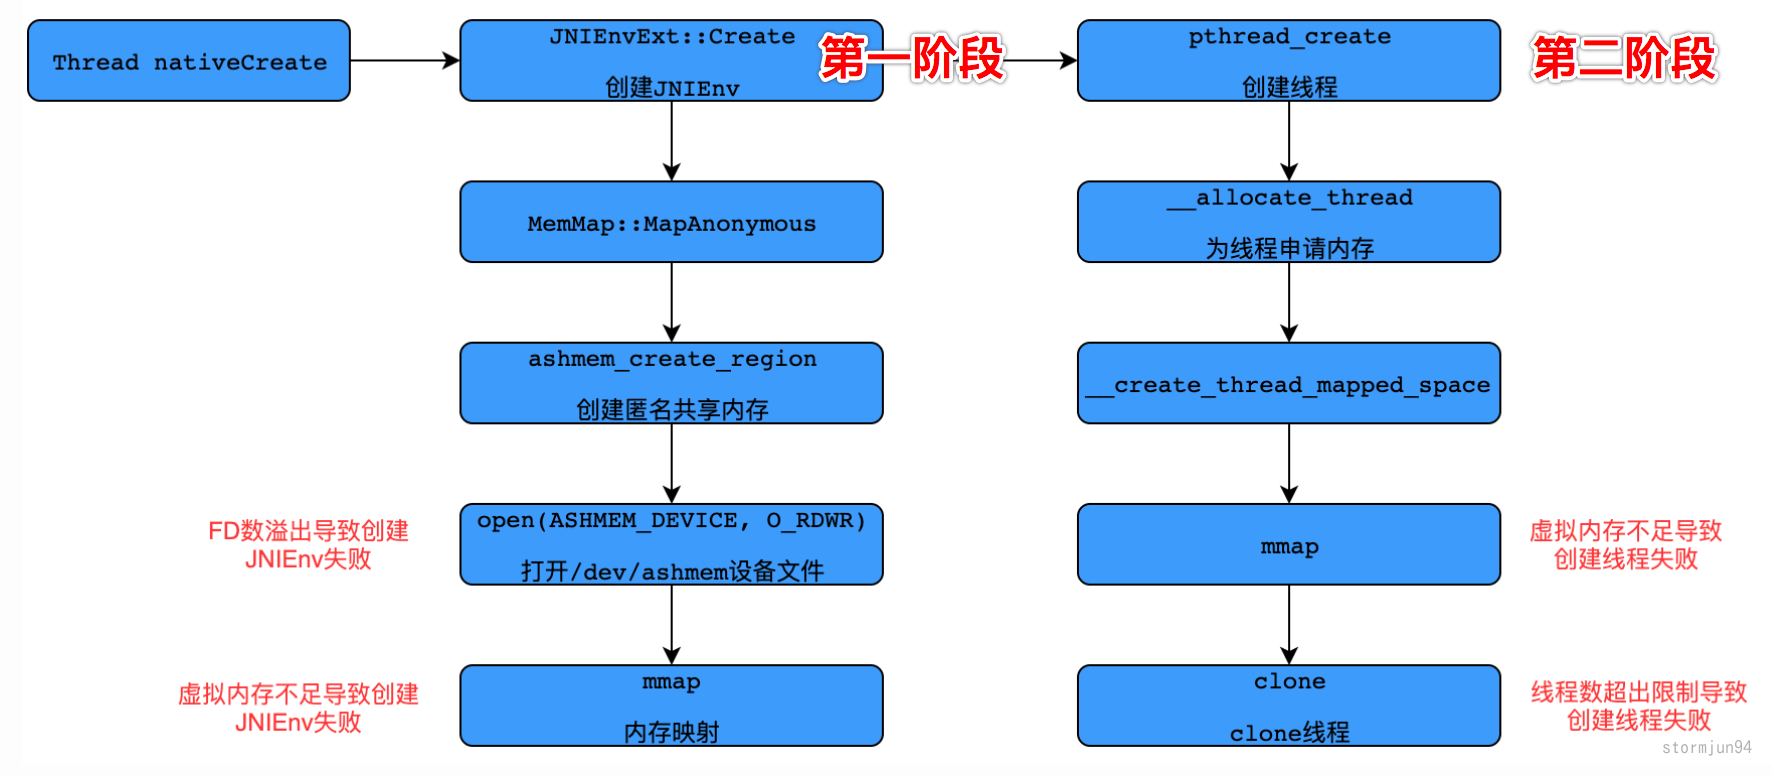 Thread nativeCreate
JNIEnvExt::Create
创建JNIEnv
第一阶段
pthread_create
创建线程
第二阶段
MemMap::MapAnonymous
__allocate_thread
为线程申请内存
ashmem_create_region
创建匿名共享内存
__create_thread_mapped_space
FD数溢出导致创建
JNIEnv失败
open(ASHMEM_DEVICE, O_RDWR)
打开/dev/ashmem设备文件
mmap
虚拟内存不足导致
创建线程失败
虚拟内存不足导致创建
JNIEnv失败
mmap
内存映射
clone
clone线程
线程数超出限制导致
创建线程失败
stormjun94